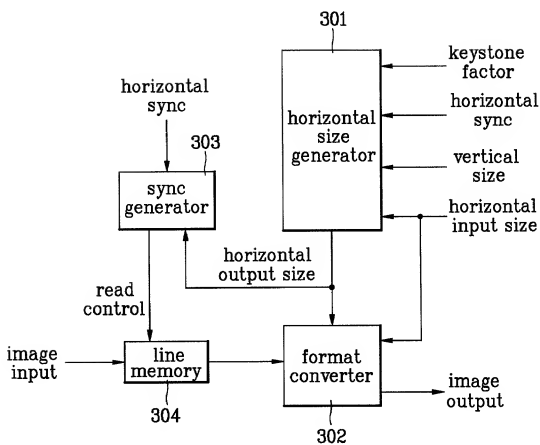 301
keystone
factor
horizontal
sync
303
horizontal
size
generator
horizontal
sync
sync
generator
vertical
size
horizontal
input size
horizontal
output size
read
control
image
input
line
memory
304
format
converter
302
image
output